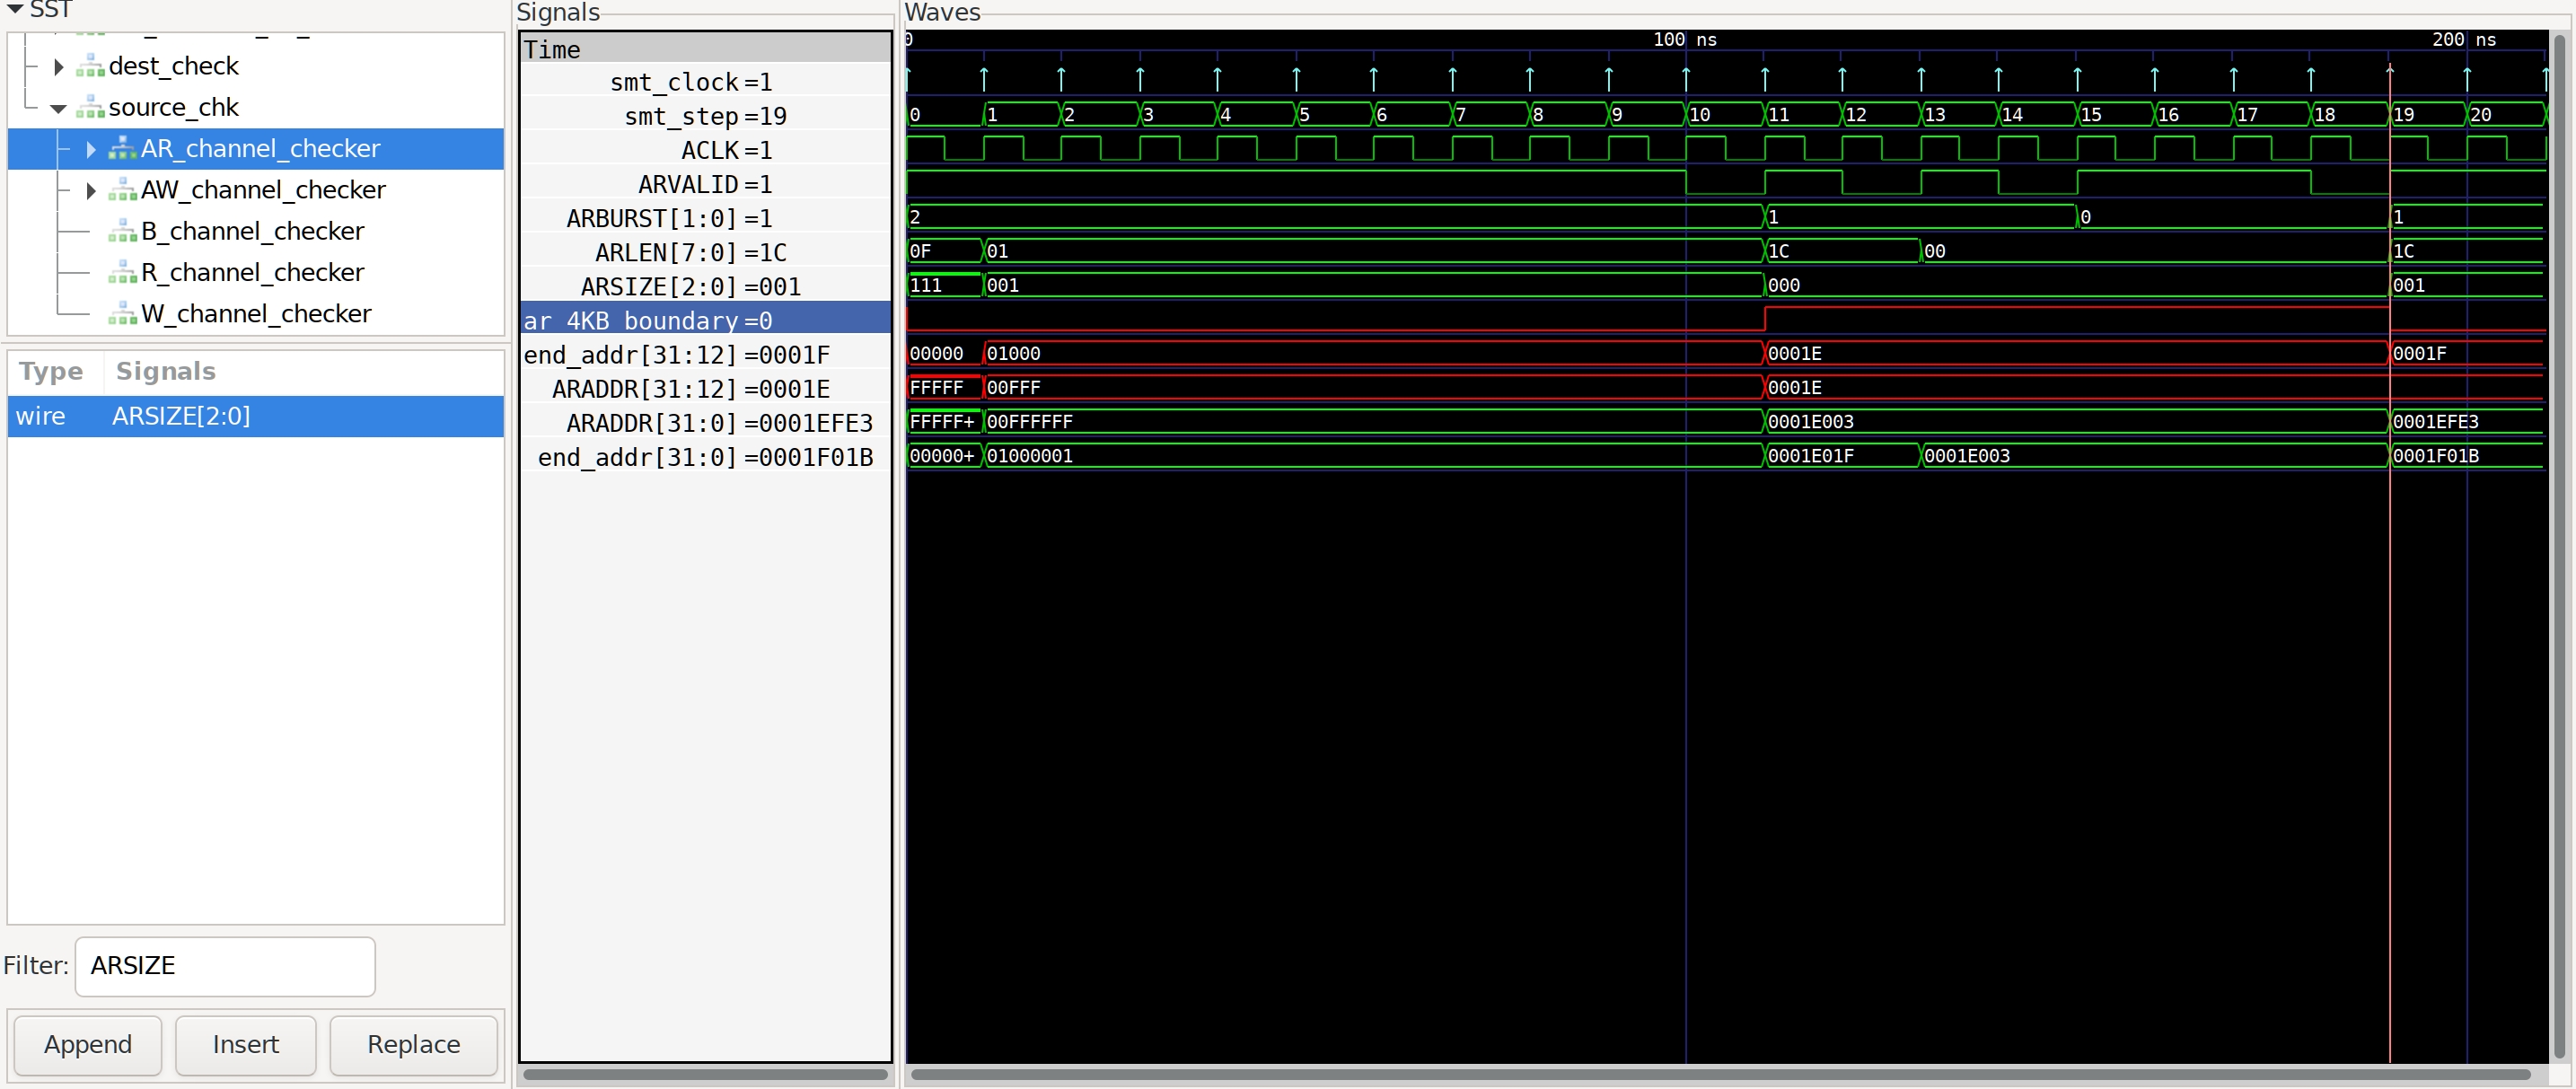 SST
dest_check
source_chk
AR_channel_checker
AW_channel_checker
B_channel_checker
R_channel_checker
W_channel_checker
Type Signals
wire ARSIZE[2:0]
Filter: ARSIZE
Append Insert Replace
Signals
Time
smt_clock=1
smt_step=19
ACLK=1
ARVALID=1
ARBURST[1:0]=1
ARLEN[7:0]=1C
ARSIZE[2:0]=001
ar 4KB boundary=0
end_addr[31:12]=0001F
ARADDR[31:12]=0001E
ARADDR[31:0]=0001EFE3
end_addr[31:0]=0001F01B
Waves
0 100 ns 200 ns
0 1 2 3 4 5 6 7 8 9 10 11 12 13 14 15 16 17 18 19 20
2 1 0 1
0F 01 1C 00 1C
111 001 000 001
00000 01000 0001E 0001F
FFFFF 00FFF 0001E
FFFFF+ 00FFFFFF 0001E003 0001EFE3
00000+ 01000001 0001E01F 0001E003 0001F01B